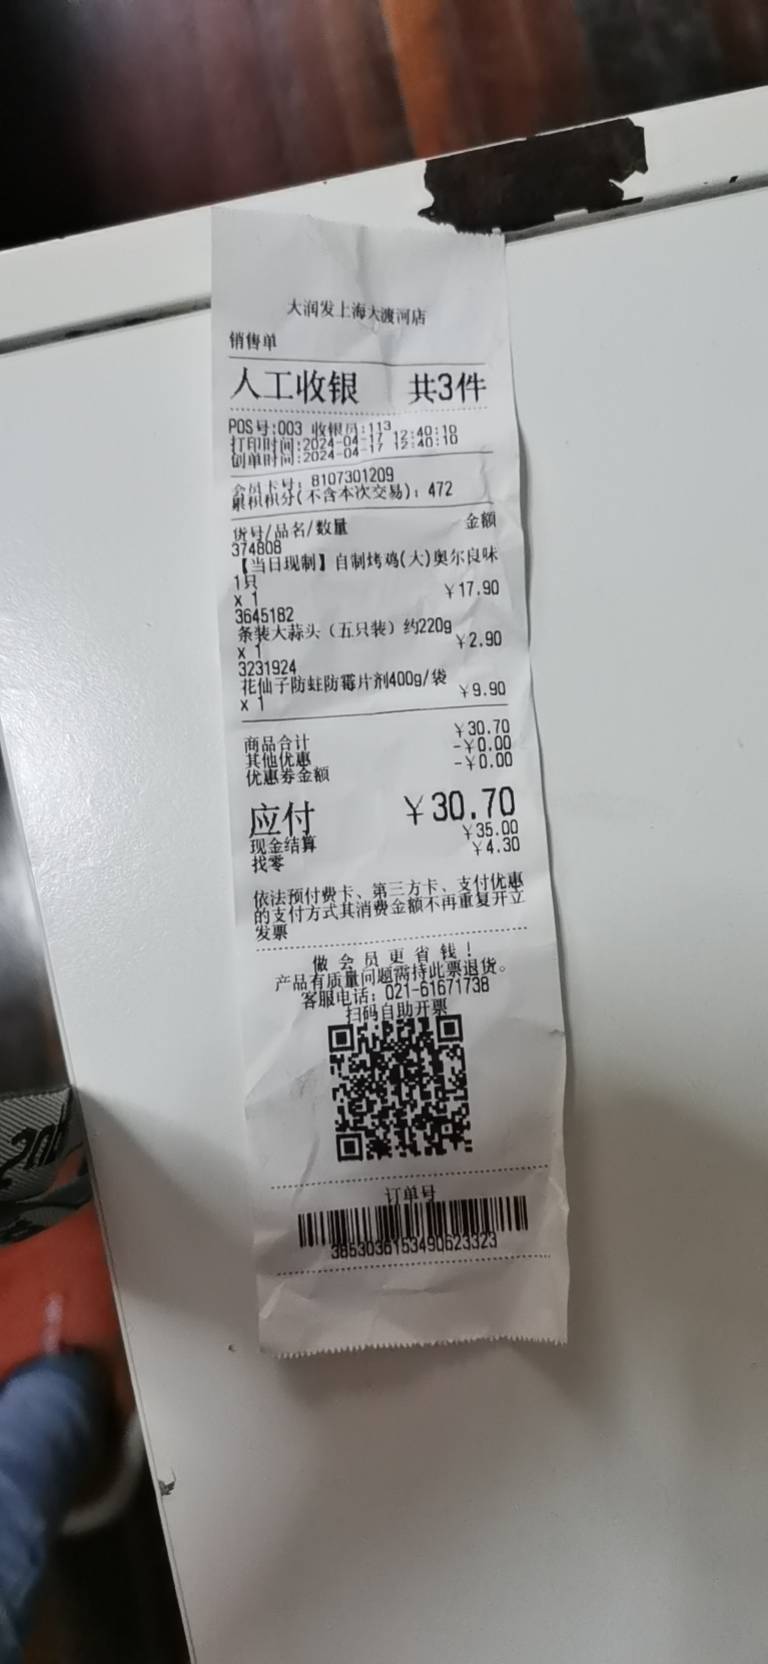 大润发上海大渡河店
销售单
人工收银 共3件
POS号:003 收银员:113
打印时间:2024-04-17 12:40:10
创单时间:2024-04-17 12:40:10
会员卡号: 8107301209
累积积分(不含本次交易): 472
货号/品名/数量 金额
374808
【当日现制】自制烤鸡(大)奥尔良味
1只
x 1 ¥17.90
3645182
条装大蒜头（五只装）约220g
x 1 ¥2.90
3231924
花仙子防蛀防霉片剂400g/袋
x 1 ¥9.90
商品合计 ¥30.70
其他优惠 -¥0.00
优惠券金额 -¥0.00
应付 ¥30.70
现金结算 ¥35.00
找零 ¥4.30
依法预付费卡、第三方卡、支付优惠
的支付方式其消费金额不再重复开立
发票
做会员更省钱！
产品有质量问题需持此票退货。
客服电话: 021-61671738
扫码自助开票
订单号
3853036153490623323